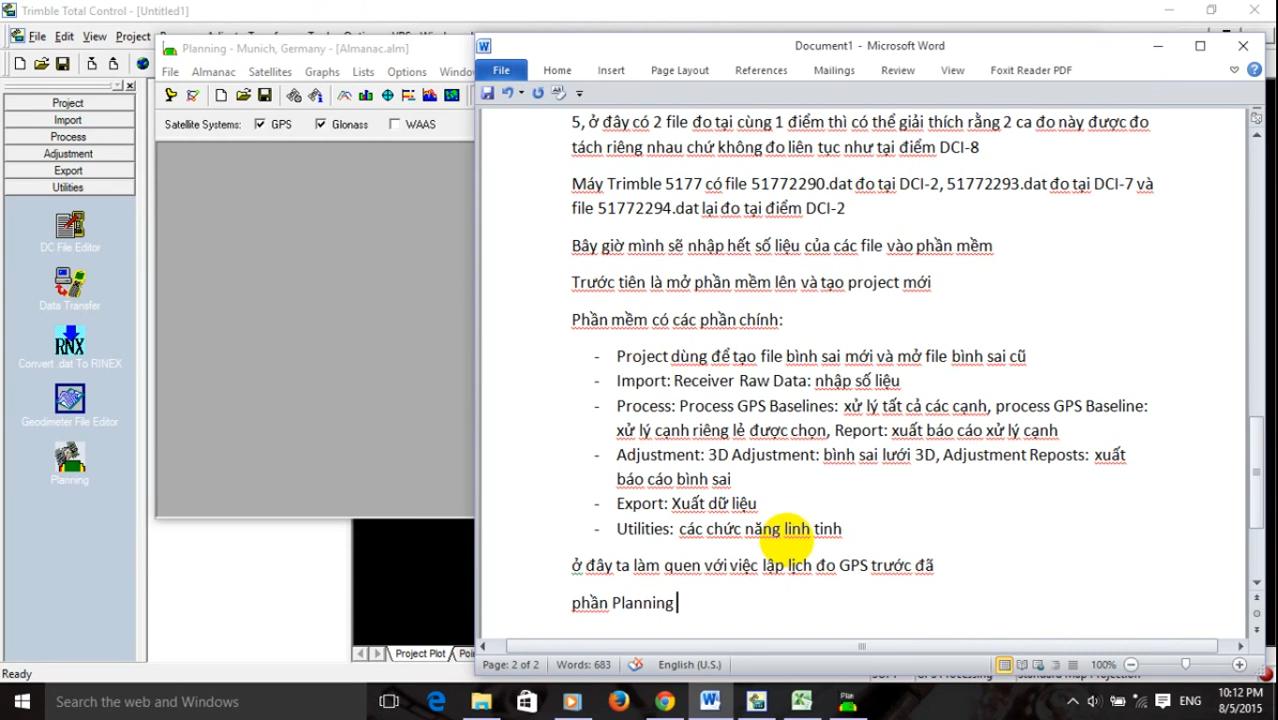 Trimble Total Control - [Untitled1]
File Edit View Project
Project
Import
Process
Adjustment
Export
Utilities
DC File Editor
Data Transfer
RNX
Convert .dat To RINEX
Geodimeter File Editor
Planning
Ready
Planning - Munich, Germany - [Almanac.alm]
File Almanac Satellites Graphs Lists Options Window
Satellite Systems: GPS Glonass WAAS
Project Plot
Document1 - Microsoft Word
File Home Insert Page Layout References Mailings Review View Foxit Reader PDF
5, ở đây có 2 file đo tại cùng 1 điểm thì có thể giải thích rằng 2 ca đo này được đo
tách riêng nhau chứ không đo liên tục như tại điểm DCI-8
Máy Trimble 5177 có file 51772290.dat đo tại DCI-2, 51772293.dat đo tại DCI-7 và
file 51772294.dat lại đo tại điểm DCI-2
Bây giờ mình sẽ nhập hết số liệu của các file vào phần mềm
Trước tiên là mở phần mềm lên và tạo project mới
Phần mềm có các phần chính:
- Project dùng để tạo file bình sai mới và mở file bình sai cũ
- Import: Receiver Raw Data: nhập số liệu
- Process: Process GPS Baselines: xử lý tất cả các cạnh, process GPS Baseline:
xử lý cạnh riêng lẻ được chọn, Report: xuất báo cáo xử lý cạnh
- Adjustment: 3D Adjustment: bình sai lưới 3D, Adjustment Reposts: xuất
báo cáo bình sai
- Export: Xuất dữ liệu
- Utilities: các chức năng linh tinh
ở đây ta làm quen với việc lập lịch đo GPS trước đã
phần Planning
Page: 2 of 2 Words: 683 English (U.S.) 100%
Search the web and Windows
ENG
10:12 PM
8/5/2015